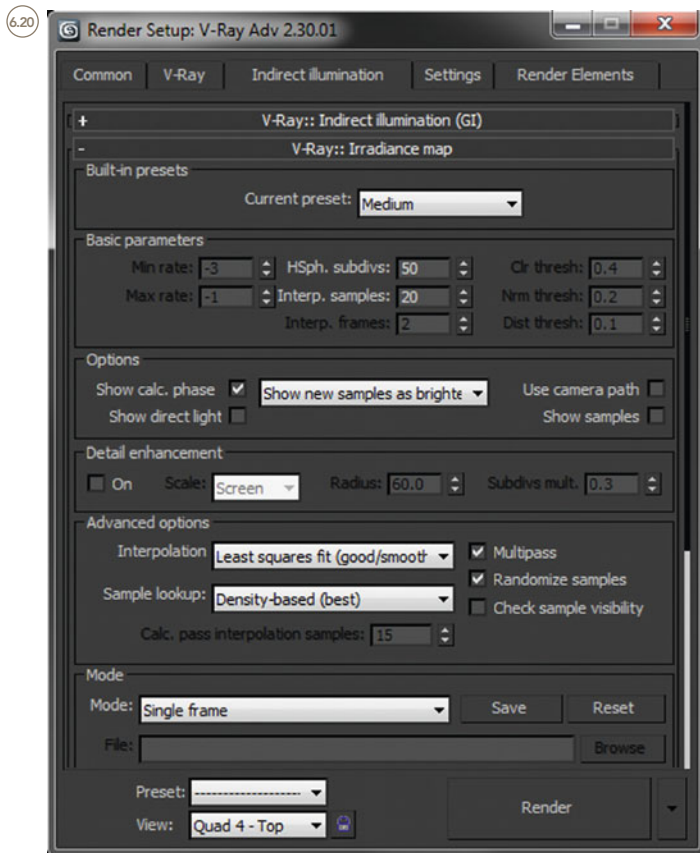 6.20
Render Setup: V-Ray Adv 2.30.01
Common V-Ray Indirect illumination Settings Render Elements
+ V-Ray:: Indirect illumination (GI)
- V-Ray:: Irradiance map
Built-in presets
Current preset: Medium
Basic parameters
Min rate: -3 HSph. subdivs: 50 Clr thresh: 0.4
Max rate: -1 Interp. samples: 20 Nrm thresh: 0.2
Interp. frames: 2 Dist thresh: 0.1
Options
Show calc. phase Show new samples as brighte Use camera path
Show direct light Show samples
Detail enhancement
On Scale: Screen Radius: 60.0 Subdivs mult. 0.3
Advanced options
Interpolation Least squares fit (good/smooth Multipass
Randomize samples
Sample lookup: Density-based (best) Check sample visibility
Calc. pass interpolation samples: 15
Mode
Mode: Single frame Save Reset
File: Browse
Preset: -------------------
View: Quad 4 - Top Render